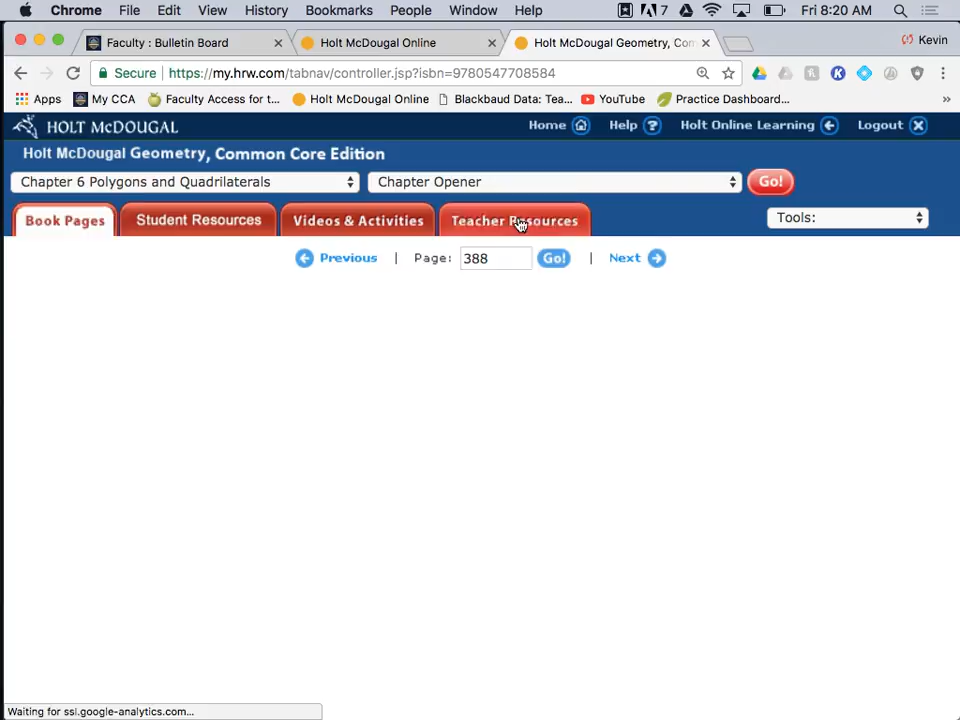 Chrome File Edit View History Bookmarks People Window Help 7 Fri 8:20 AM
Faculty : Bulletin Board Holt McDougal Online Holt McDougal Geometry, Com Kevin
Secure https://my.hrw.com/tabnav/controller.jsp?isbn=9780547708584
Apps My CCA Faculty Access for t... Holt McDougal Online Blackbaud Data: Tea... YouTube Practice Dashboard... »
HOLT McDOUGAL Home Help ? Holt Online Learning Logout
Holt McDougal Geometry, Common Core Edition
Chapter 6 Polygons and Quadrilaterals Chapter Opener Go!
Book Pages Student Resources Videos & Activities Teacher Resources Tools:
Previous | Page: 388 Go! | Next
Waiting for ssl.google-analytics.com...